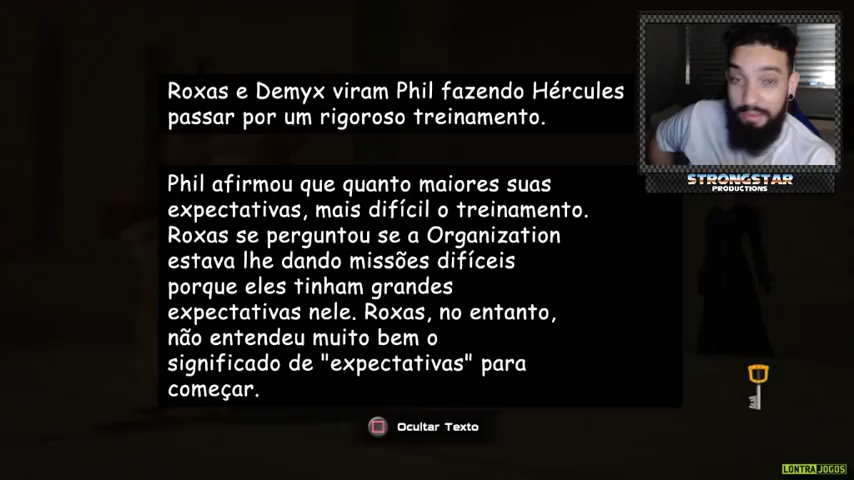 Roxas e Demyx viram Phil fazendo Hércules
passar por um rigoroso treinamento.
STRONGSTAR
PRODUCTIONS
Phil afirmou que quanto maiores suas
expectativas, mais difícil o treinamento.
Roxas se perguntou se a Organization
estava lhe dando missões difíceis
porque eles tinham grandes
expectativas nele. Roxas, no entanto,
não entendeu muito bem o
significado de "expectativas" para
começar.
Ocultar Texto
LONTRAJOGOS